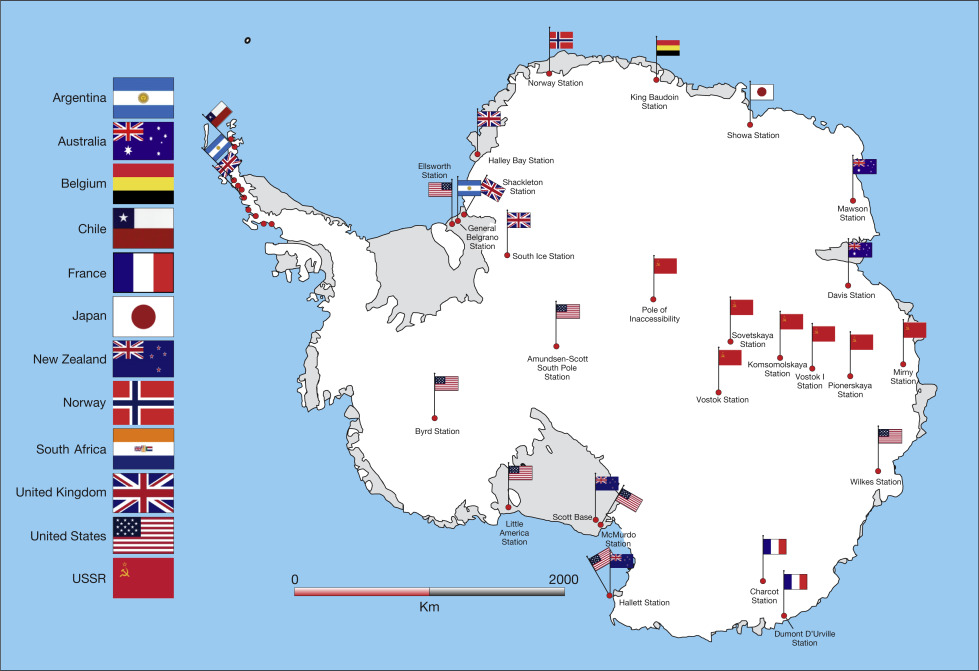 Argentina
Australia
Belgium
Chile
France
Japan
New Zealand
Norway
South Africa
United Kingdom
United States
USSR
Norway Station
King Baudoin
Station
Showa Station
Halley Bay Station
Ellsworth
Station
Shackleton
Station
General
Belgrano
Station
South Ice Station
Mawson
Station
Davis Station
Pole of
Inaccessibility
Sovetskaya
Station
Komsomolskaya
Station
Vostok I
Station
Pionerskaya
Station
Mirny
Station
Vostok Station
Amundsen-Scott
South Pole
Station
Byrd Station
Wilkes Station
Little
America
Station
Scott Base
McMurdo
Station
Hallett Station
Charcot
Station
Dumont D'Urville
Station
0
2000
Km